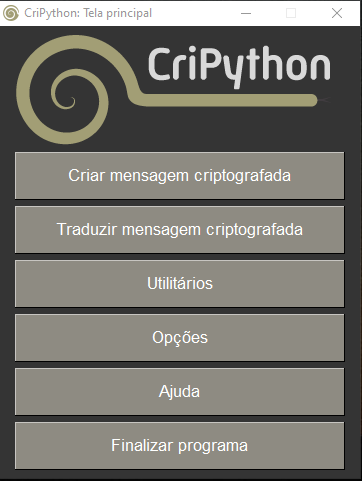 CriPython: Tela principal
CriPython
Criar mensagem criptografada
Traduzir mensagem criptografada
Utilitários
Opções
Ajuda
Finalizar programa